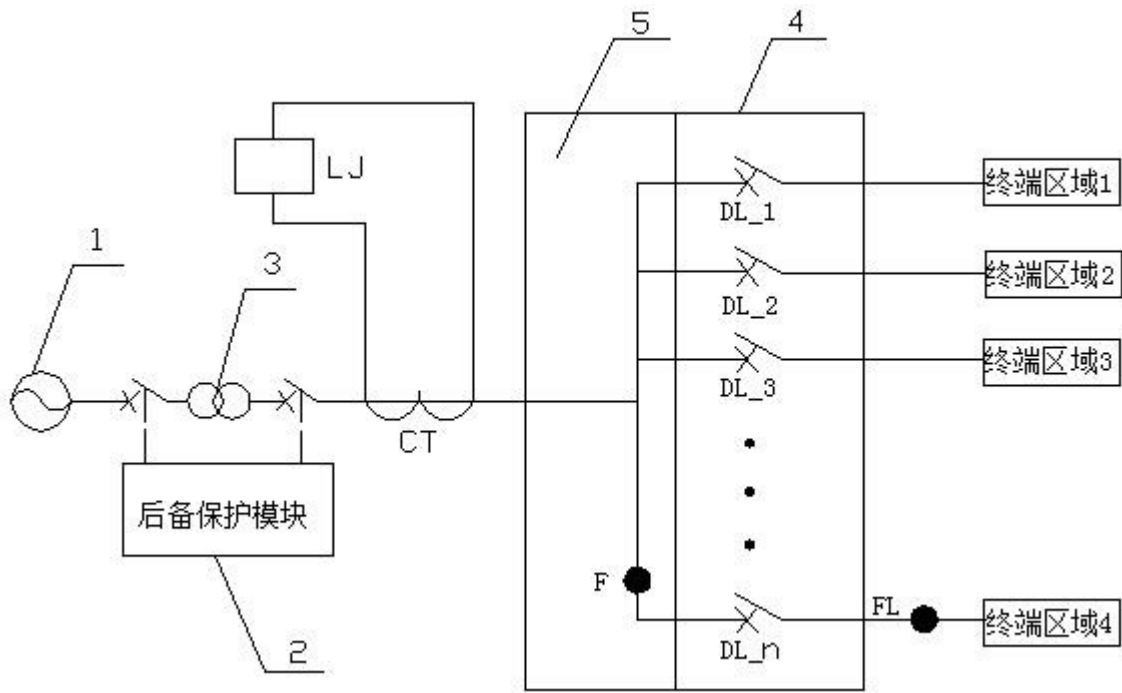 5
4
LJ
DL_1
终端区域1
1
3
DL_2
终端区域2
DL_3
终端区域3
CT
后备保护模块
F
FL
DL_n
终端区域4
2